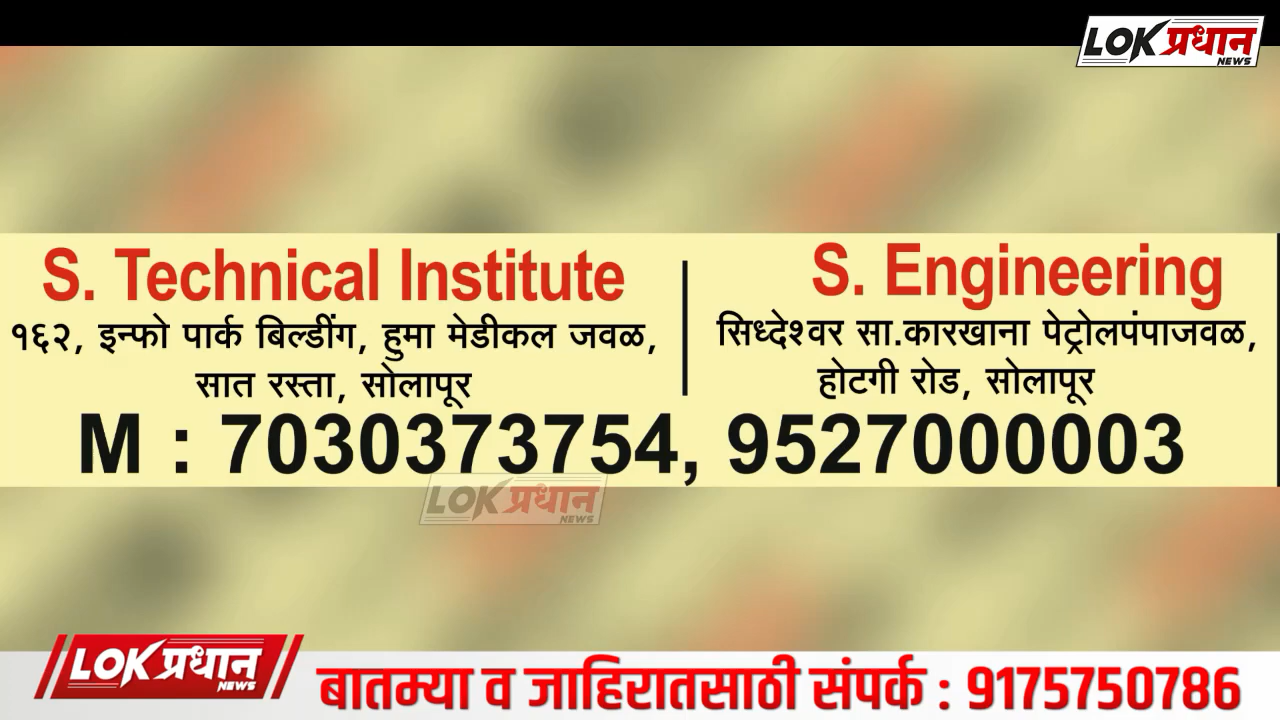 LOK प्रधान
NEWS
S. Technical Institute
१६२, इन्फो पार्क बिल्डींग, हुमा मेडीकल जवळ,
सात रस्ता, सोलापूर
S. Engineering
सिध्देश्वर सा.कारखाना पेट्रोलपंपाजवळ,
होटगी रोड, सोलापूर
M : 7030373754, 9527000003
LOK प्रधान
NEWS
LOK प्रधान
NEWS
बातम्या व जाहिरातसाठी संपर्क : 9175750786